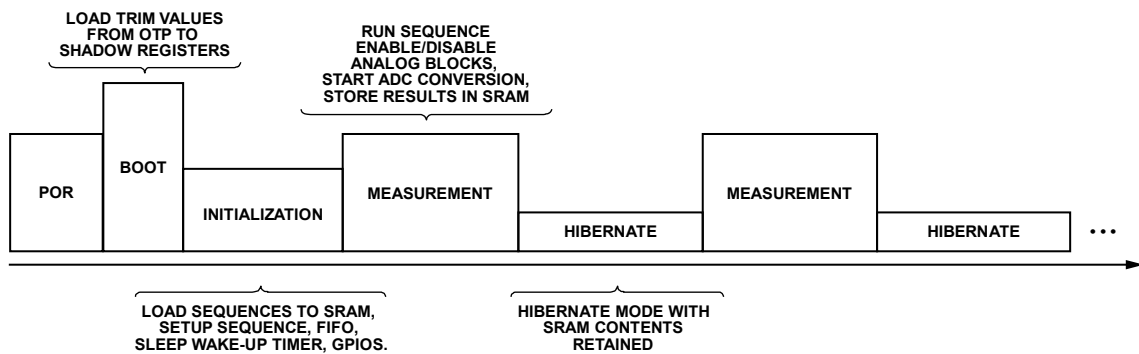 LOAD TRIM VALUES
FROM OTP TO
SHADOW REGISTERS
RUN SEQUENCE
ENABLE/DISABLE
ANALOG BLOCKS,
START ADC CONVERSION,
STORE RESULTS IN SRAM
POR
BOOT
INITIALIZATION
MEASUREMENT
HIBERNATE
MEASUREMENT
HIBERNATE
...
LOAD SEQUENCES TO SRAM,
SETUP SEQUENCE, FIFO,
SLEEP WAKE-UP TIMER, GPIOS.
HIBERNATE MODE WITH
SRAM CONTENTS
RETAINED